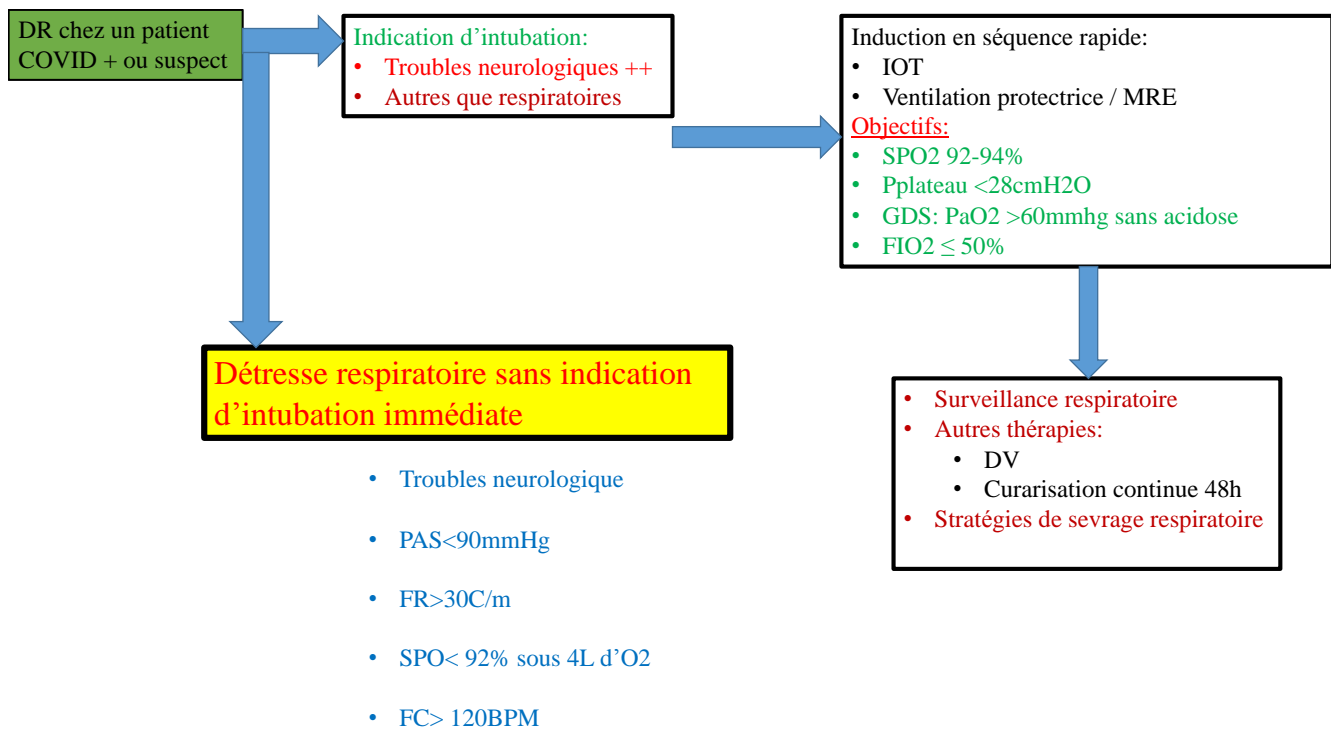 DR chez un patient
COVID + ou suspect
Indication d’intubation:
• Troubles neurologiques ++
• Autres que respiratoires
Induction en séquence rapide:
• IOT
• Ventilation protectrice / MRE
Objectifs:
• SPO2 92-94%
• Pplateau <28cmH2O
• GDS: PaO2 >60mmhg sans acidose
• FIO2 ≤ 50%
Détresse respiratoire sans indication
d’intubation immédiate
• Troubles neurologique
• PAS<90mmHg
• FR>30C/m
• SPO< 92% sous 4L d’O2
• FC> 120BPM
• Surveillance respiratoire
• Autres thérapies:
• DV
• Curarisation continue 48h
• Stratégies de sevrage respiratoire